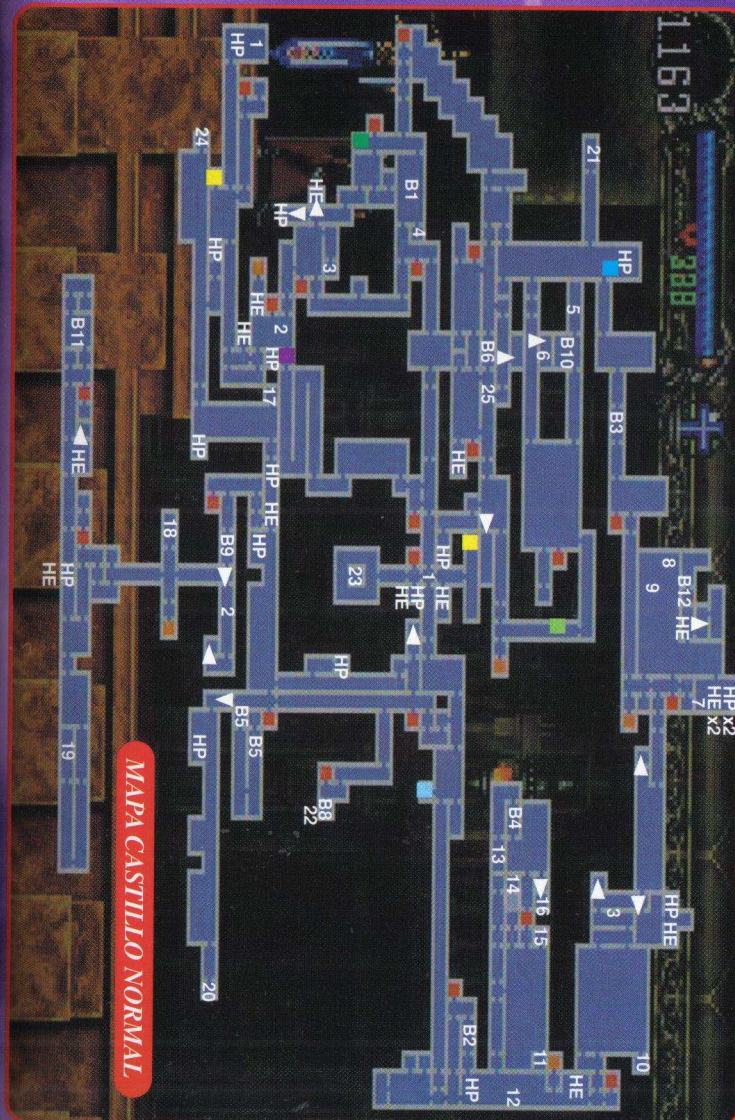 HP x2
HE x2
7
1163
388
B12 HE
8
HP HE
9
10
HP
B3
3
21
HE
5
B10
6
16
15
11
B4
14
12
13
B6
25
B2
HP
HE
HP
HE
1
4
HP
B1
HE
23
HP
3
B8
HE
22
HP
2
HP
HP
HE
17
1
HE
HP
B5
HE
B5
HP
B9
2
HP
20
24
HP
HP
18
MAPA CASTILLO NORMAL
B11
HE
HP
19
HE